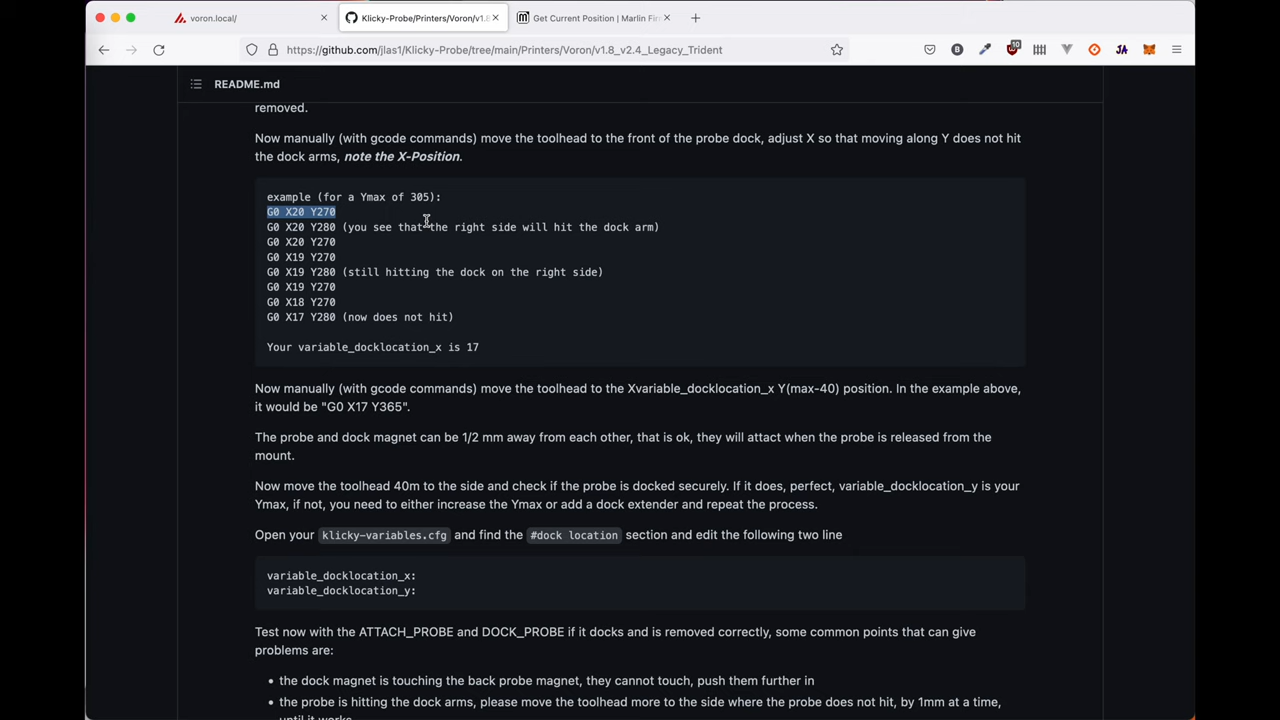 voron.local/
Klicky-Probe/Printers/Voron/v1.8
Get Current Position | Marlin Firm
https://github.com/jlas1/Klicky-Probe/tree/main/Printers/Voron/v1.8_v2.4_Legacy_Trident
10
JA
README.md
removed.
Now manually (with gcode commands) move the toolhead to the front of the probe dock, adjust X so that moving along Y does not hit
the dock arms, note the X-Position.
example (for a Ymax of 305):
G0 X20 Y270
G0 X20 Y280 (you see that the right side will hit the dock arm)
G0 X20 Y270
G0 X19 Y270
G0 X19 Y280 (still hitting the dock on the right side)
G0 X19 Y270
G0 X18 Y270
G0 X17 Y280 (now does not hit)
Your variable_docklocation_x is 17
Now manually (with gcode commands) move the toolhead to the Xvariable_docklocation_x Y(max-40) position. In the example above,
it would be "G0 X17 Y365".
The probe and dock magnet can be 1/2 mm away from each other, that is ok, they will attact when the probe is released from the
mount.
Now move the toolhead 40m to the side and check if the probe is docked securely. If it does, perfect, variable_docklocation_y is your
Ymax, if not, you need to either increase the Ymax or add a dock extender and repeat the process.
Open your klicky-variables.cfg and find the #dock location section and edit the following two line
variable_docklocation_x:
variable_docklocation_y:
Test now with the ATTACH_PROBE and DOCK_PROBE if it docks and is removed correctly, some common points that can give
problems are:
• the dock magnet is touching the back probe magnet, they cannot touch, push them further in
• the probe is hitting the dock arms, please move the toolhead more to the side where the probe does not hit, by 1mm at a time,
until it works